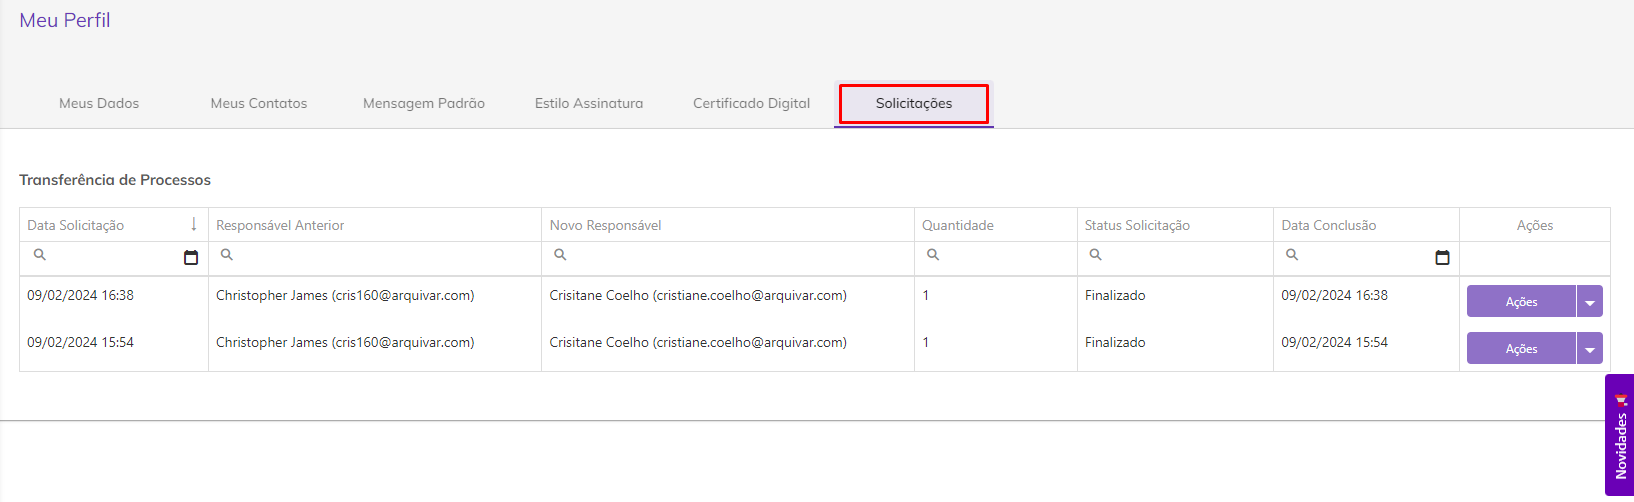 Meu Perfil
Meus Dados Meus Contatos Mensagem Padrão Estilo Assinatura Certificado Digital Solicitações
Transferência de Processos
Data Solicitação Responsável Anterior Novo Responsável Quantidade Status Solicitação Data Conclusão Ações
09/02/2024 16:38 Christopher James (cris160@arquivar.com) Crisitane Coelho (cristiane.coelho@arquivar.com) 1 Finalizado 09/02/2024 16:38 Ações
09/02/2024 15:54 Christopher James (cris160@arquivar.com) Crisitane Coelho (cristiane.coelho@arquivar.com) 1 Finalizado 09/02/2024 15:54 Ações
Novidades